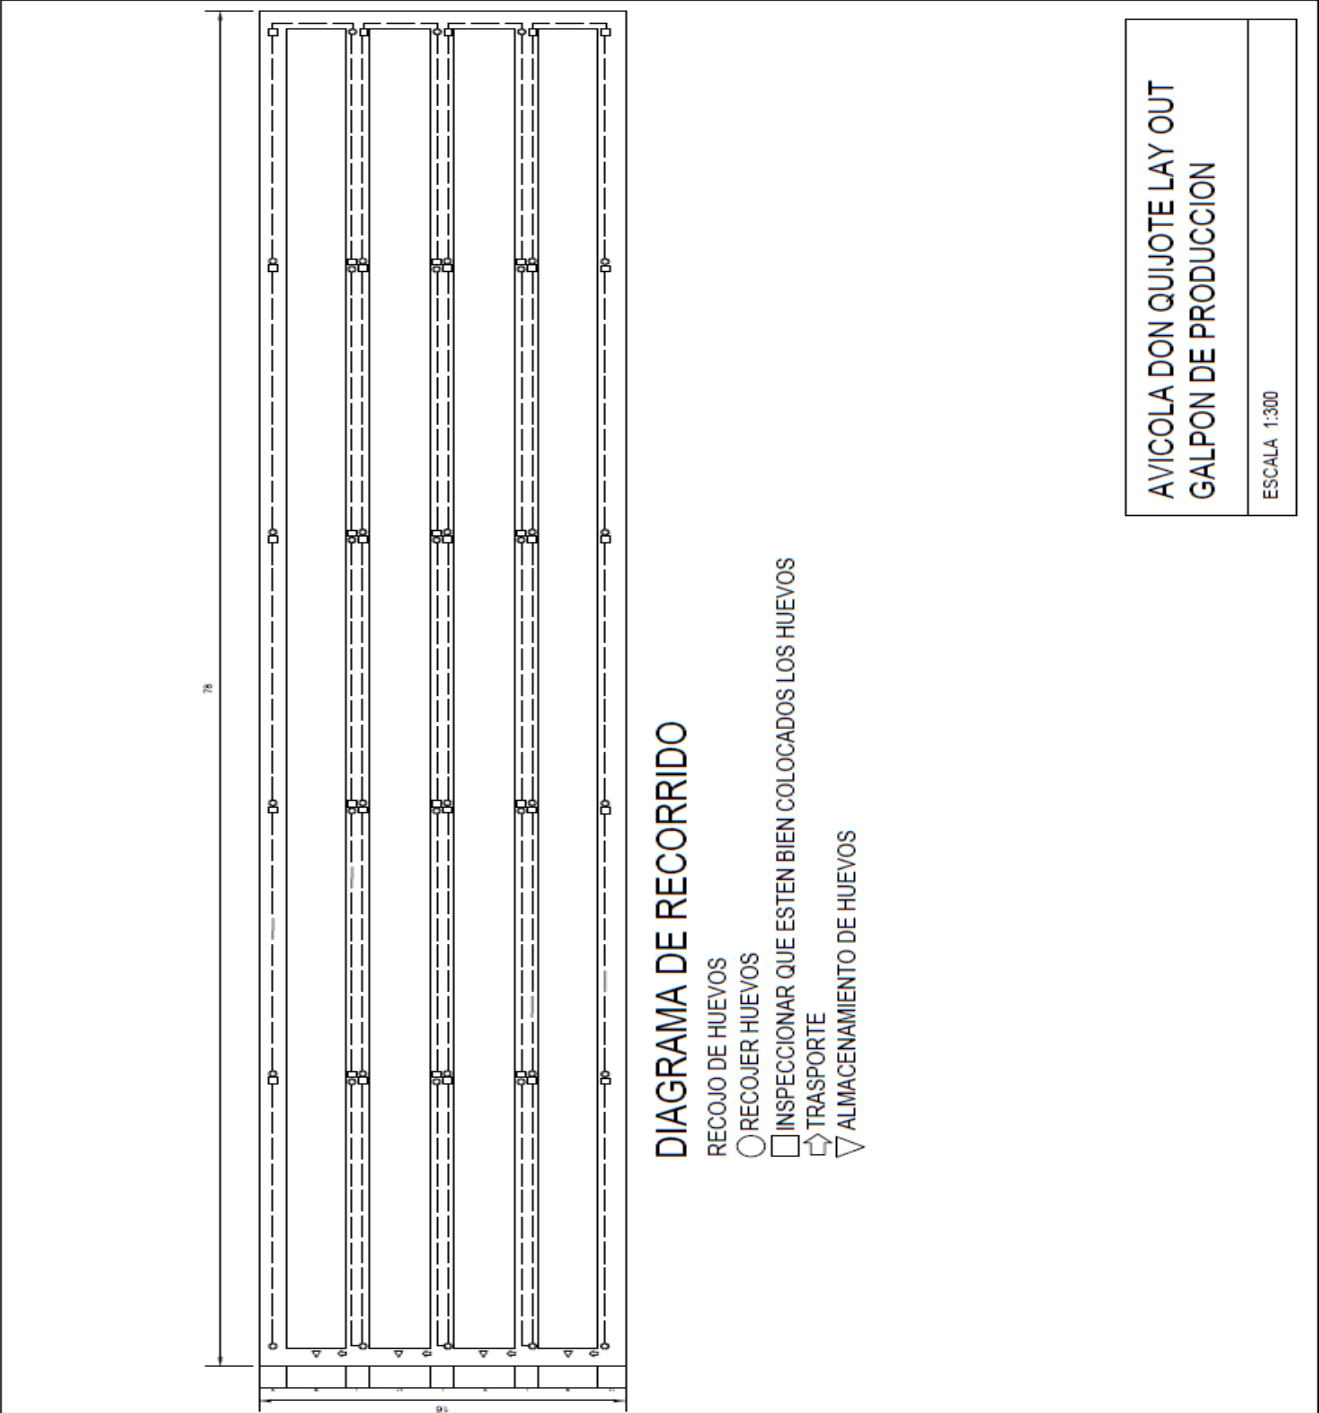 78
DIAGRAMA DE RECORRIDO
RECOJO DE HUEVOS
RECOJER HUEVOS
INSPECCIONAR QUE ESTEN BIEN COLOCADOS LOS HUEVOS
TRASPORTE
ALMACENAMIENTO DE HUEVOS
AVICOLA DON QUIJOTE LAY OUT
GALPON DE PRODUCCION
ESCALA 1:300